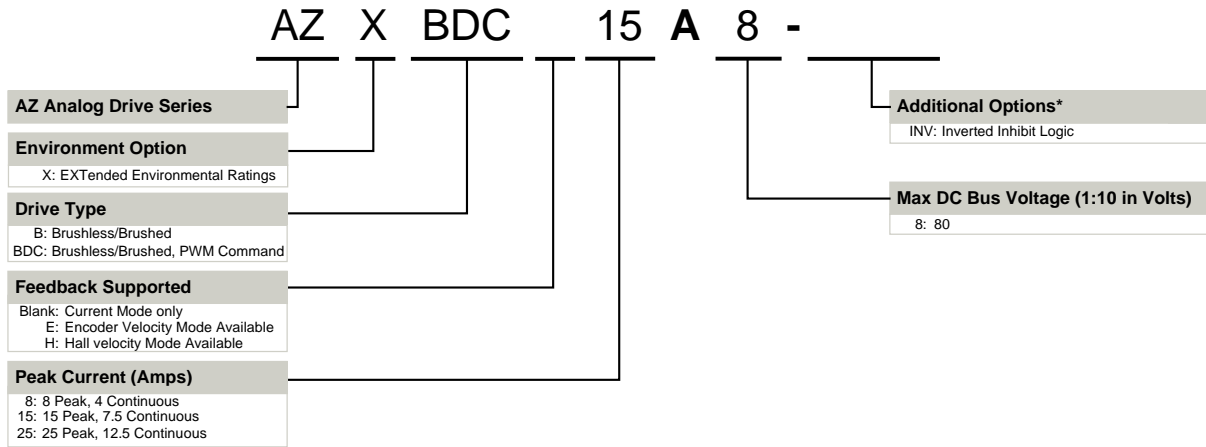 AZ X BDC 15 A 8 -
AZ Analog Drive Series
Environment Option
X: EXTended Environmental Ratings
Drive Type
B: Brushless/Brushed
BDC: Brushless/Brushed, PWM Command
Feedback Supported
Blank: Current Mode only
E: Encoder Velocity Mode Available
H: Hall velocity Mode Available
Peak Current (Amps)
8: 8 Peak, 4 Continuous
15: 15 Peak, 7.5 Continuous
25: 25 Peak, 12.5 Continuous
Additional Options*
INV: Inverted Inhibit Logic
Max DC Bus Voltage (1:10 in Volts)
8: 80